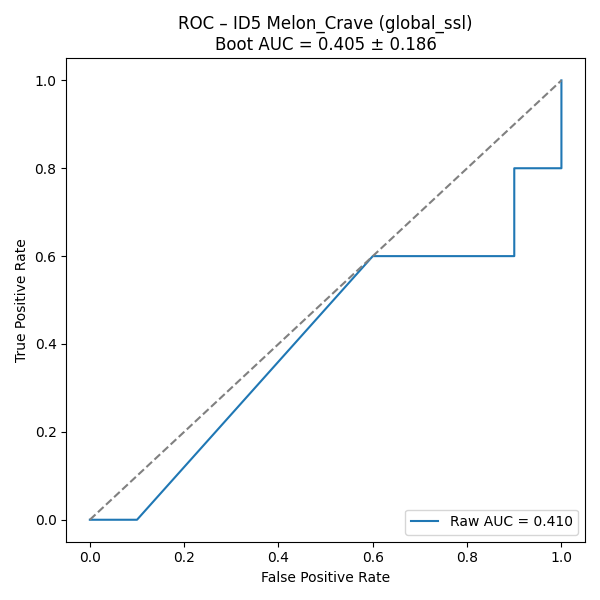 ROC – ID5 Melon_Crave (global_ssl)
Boot AUC = 0.405 ± 0.186
1.0
0.8
0.6
0.4
0.2
0.0
True Positive Rate
Raw AUC = 0.410
0.0 0.2 0.4 0.6 0.8 1.0
False Positive Rate